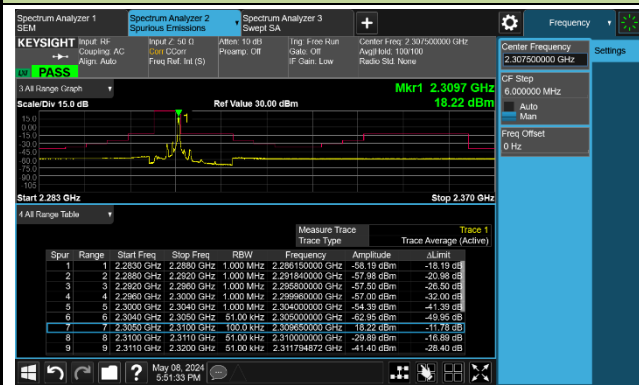 Spectrum Analyzer 1
SEM
Spectrum Analyzer 2
Spurious Emissions
Spectrum Analyzer 3
Swept SA
Frequency
KEYSIGHT
Input: RF
Coupling: AC
Align: Auto
Input Z: 50 Ω
Corr CCorr
Freq Ref: Int (S)
Atten: 10 dB
Preamp: Off
Trig: Free Run
Gate: Off
IF Gain: Low
Center Freq: 2.307500000 GHz
Avg|Hold: 100/100
Radio Std: None
PASS
Center Frequency
2.307500000 GHz
Settings
CF Step
6.000000 MHz
Auto
Man
Freq Offset
0 Hz
3 All Range Graph
Mkr1 2.3097 GHz
Scale/Div 15.0 dB
Ref Value 30.00 dBm
18.22 dBm
1
15.0
0.00
-15.0
-30.0
-45.0
-60.0
-75.0
-90.0
-105
Start 2.283 GHz
Stop 2.370 GHz
4 All Range Table
Measure Trace Trace 1
Trace Type Trace Average (Active)
Spur Range Start Freq Stop Freq RBW Frequency Amplitude ΔLimit
1 1 2.2830 GHz 2.2880 GHz 1.000 MHz 2.286150000 GHz -58.19 dBm -18.19 dB
2 2 2.2880 GHz 2.2920 GHz 1.000 MHz 2.291840000 GHz -57.98 dBm -20.98 dB
3 3 2.2920 GHz 2.2960 GHz 1.000 MHz 2.295800000 GHz -57.50 dBm -26.50 dB
4 4 2.2960 GHz 2.3000 GHz 1.000 MHz 2.299960000 GHz -57.00 dBm -32.00 dB
5 5 2.3000 GHz 2.3040 GHz 1.000 MHz 2.304000000 GHz -54.39 dBm -41.39 dB
6 6 2.3040 GHz 2.3050 GHz 51.00 kHz 2.305000000 GHz -62.95 dBm -49.95 dB
7 7 2.3050 GHz 2.3100 GHz 100.0 kHz 2.309650000 GHz 18.22 dBm -11.78 dB
8 8 2.3100 GHz 2.3110 GHz 51.00 kHz 2.310000000 GHz -29.89 dBm -16.89 dB
9 9 2.3110 GHz 2.3200 GHz 51.00 kHz 2.311794872 GHz -41.40 dBm -28.40 dB
May 08, 2024
5:51:33 PM